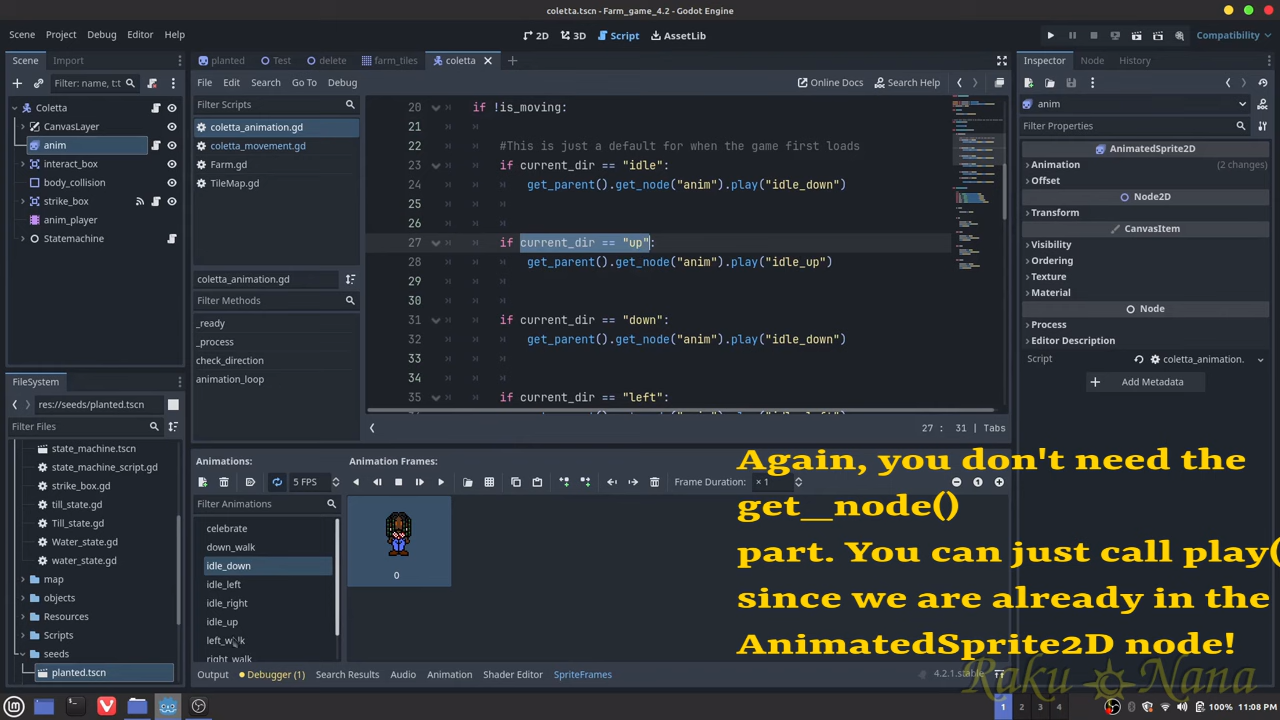 coletta.tscn - Farm_game_4.2 - Godot Engine
Scene Project Debug Editor Help
2D 3D Script AssetLib
Compatibility
Scene Import
planted Test delete farm_tiles coletta
Inspector Node History
Filter: name, t:t
File Edit Search Go To Debug
Online Docs Search Help
Coletta
CanvasLayer
anim
interact_box
body_collision
strike_box
anim_player
Statemachine
Filter Scripts
coletta_animation.gd
Farm.gd
TileMap.gd
coletta_animation.gd
Filter Methods
_ready
_process
check_direction
animation_loop
20 if !is_moving:
21
22 #This is just a default for when the game first loads
23 if current_dir == "idle":
24 get_parent().get_node("anim").play("idle_down")
25
26
27 if current_dir == "up":
28 get_parent().get_node("anim").play("idle_up")
29
30
31 if current_dir == "down":
32 get_parent().get_node("anim").play("idle_down")
33
34
35 if current_dir == "left":
27 : 31 | Tabs
anim
Filter Properties
AnimatedSprite2D
Animation (2 changes)
Offset
Node2D
Transform
CanvasItem
Visibility
Ordering
Texture
Material
Node
Process
Editor Description
Script coletta_animation.
Add Metadata
FileSystem
res://seeds/planted.tscn
Filter Files
state_machine.tscn
state_machine_script.gd
strike_box.gd
till_state.gd
Till_state.gd
Water_state.gd
water_state.gd
map
objects
Resources
Scripts
seeds
planted.tscn
Animations:
5 FPS
Filter Animations
celebrate
down_walk
idle_down
idle_left
idle_right
idle_up
left_walk
right_walk
Animation Frames:
Frame Duration: × 1
0
Again, you don't need the
get__node()
part. You can just call play(
since we are already in the
AnimatedSprite2D node!
Output Debugger (1) Search Results Audio Animation Shader Editor SpriteFrames
4.2.1.stable
Raku Nana
1 2 3 4
100% 11:08 PM